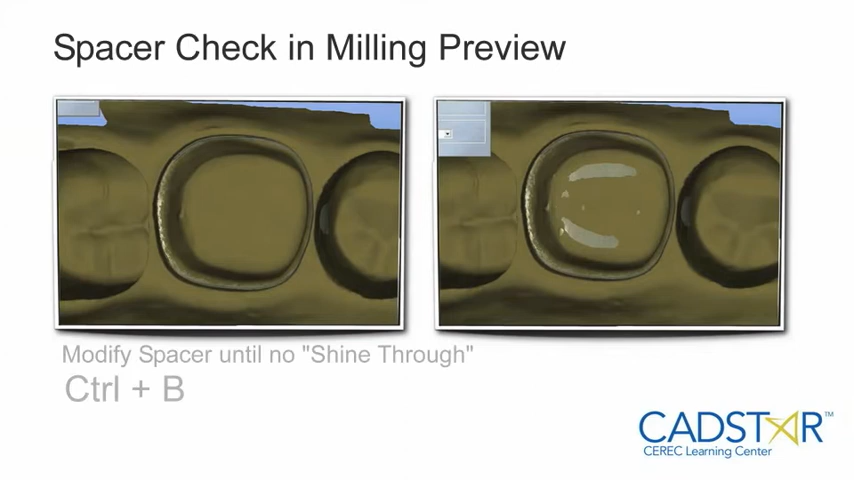 Spacer Check in Milling Preview
Modify Spacer until no "Shine Through"
Ctrl + B
CADSTAR™
CEREC Learning Center